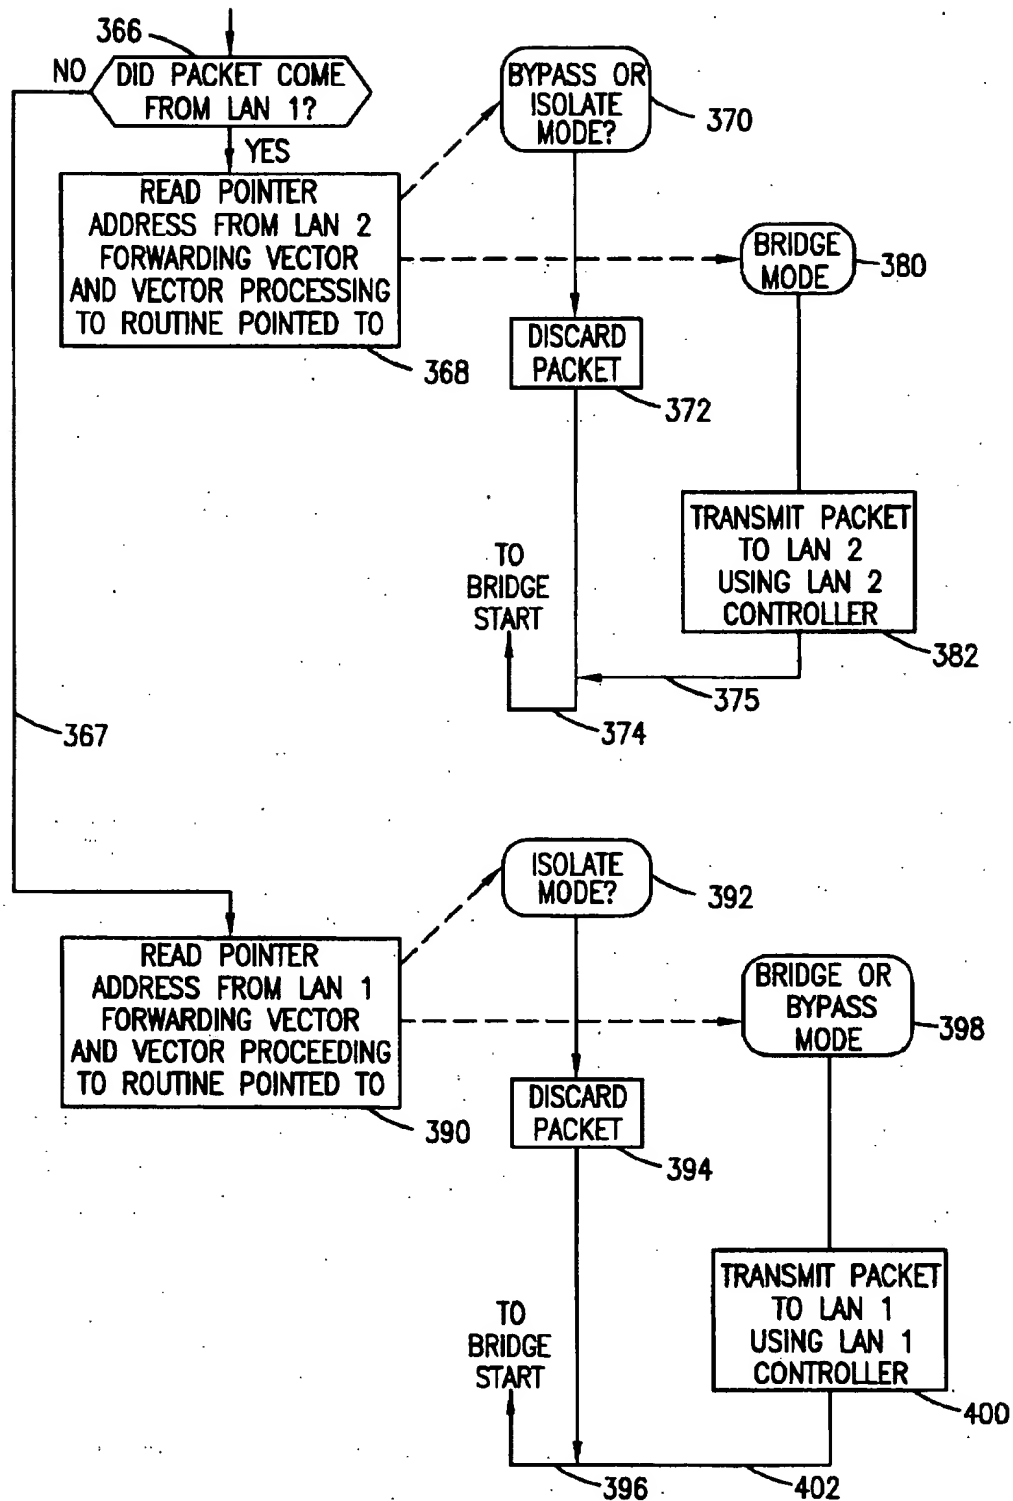 366
NO
DID PACKET COME
FROM LAN 1?
YES
READ POINTER
ADDRESS FROM LAN 2
FORWARDING VECTOR
AND VECTOR PROCESSING
TO ROUTINE POINTED TO
368
BYPASS OR
ISOLATE
MODE?
370
BRIDGE
MODE
380
DISCARD
PACKET
372
TRANSMIT PACKET
TO LAN 2
USING LAN 2
CONTROLLER
382
TO
BRIDGE
START
375
374
367
ISOLATE
MODE?
392
READ POINTER
ADDRESS FROM LAN 1
FORWARDING VECTOR
AND VECTOR PROCEEDING
TO ROUTINE POINTED TO
390
BRIDGE OR
BYPASS
MODE
398
DISCARD
PACKET
394
TRANSMIT PACKET
TO LAN 1
USING LAN 1
CONTROLLER
400
TO
BRIDGE
START
396
402